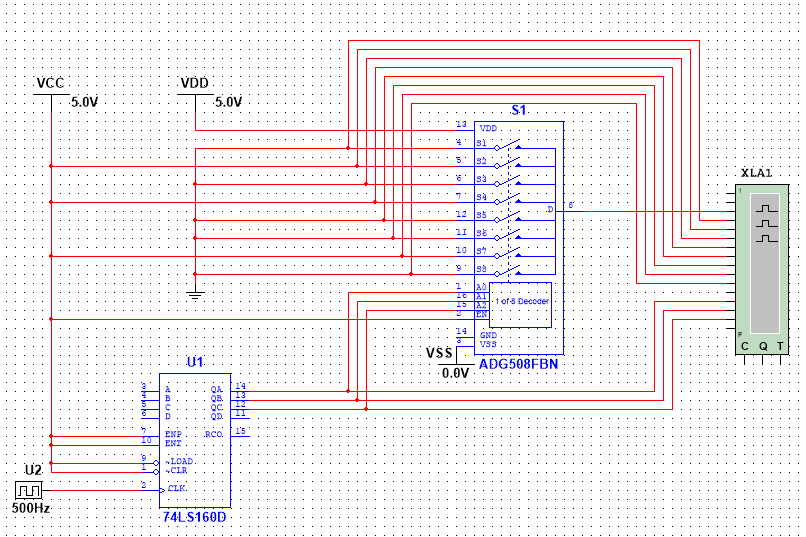 VCC
5.0V
VDD
5.0V
S1
13 VDD
4 S1
5 S2
6 S3
7 S4
12 S5
11 S6
10 S7
9 S8
D 8
1 A0
16 A1
15 A2
2 EN
1 of 8 Decoder
14 GND
3 VSS
VSS
0.0V
ADG508FBN
XLA1
1
F
C Q T
U1
3 A QA 14
4 B QB 13
5 C QC 12
6 D QD 11
7 ENP RCO 15
10 ENT
9 ~LOAD
1 ~CLR
2 CLK
74LS160D
U2
500Hz